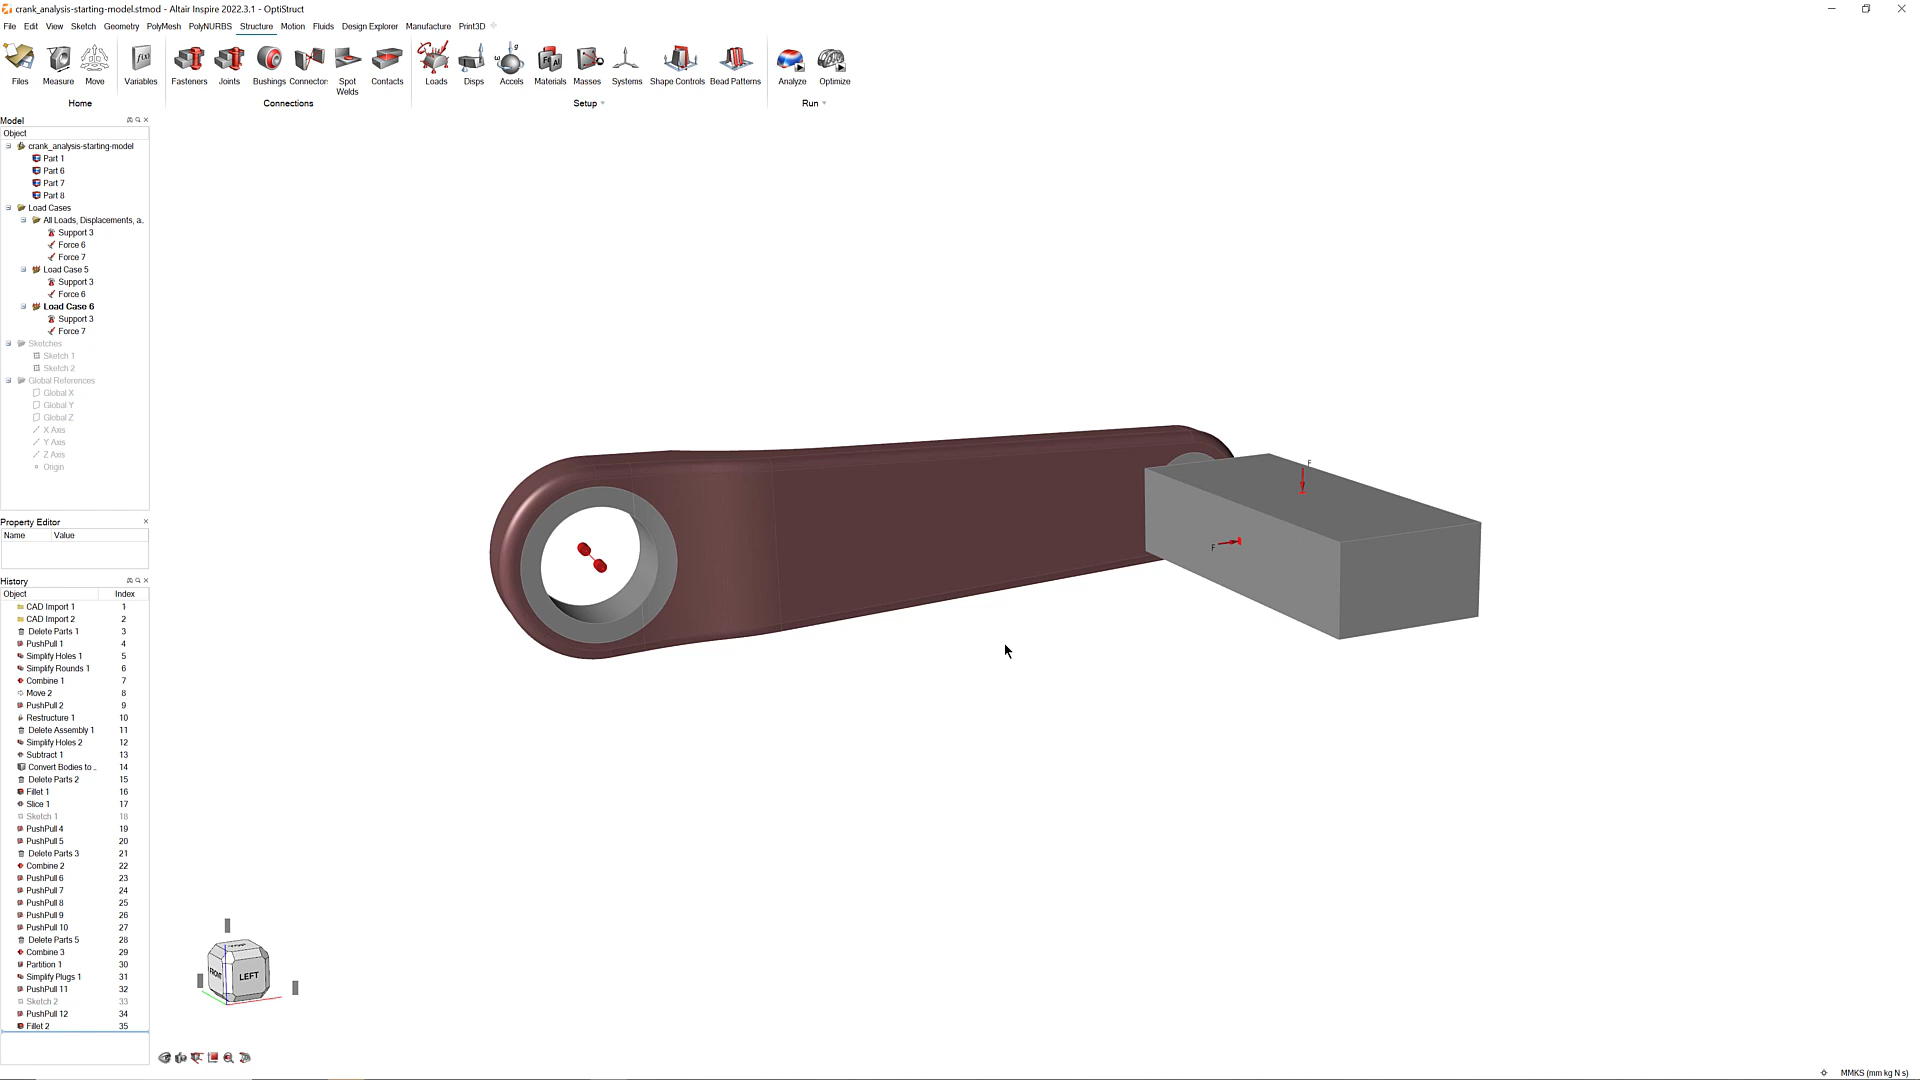 crank_analysis-starting-model.stmod - Altair Inspire 2022.3.1 - OptiStruct
File Edit View Sketch Geometry PolyMesh PolyNURBS Structure Motion Fluids Design Explorer Manufacture Print3D
Files Measure Move Variables Fasteners Joints Bushings Connectors Spot Welds Contacts Loads Disps Accels Materials Masses Systems Shape Controls Bead Patterns Analyze Optimize
Home Connections Setup Run
Model
Object
crank_analysis-starting-model
Part 1
Part 6
Part 7
Part 8
Load Cases
All Loads, Displacements, a..
Support 3
Force 6
Force 7
Load Case 5
Support 3
Force 6
Load Case 6
Support 3
Force 7
Sketches
Sketch 1
Sketch 2
Global References
Global X
Global Y
Global Z
X Axis
Y Axis
Z Axis
Origin
Property Editor
Name Value
History
Object Index
CAD Import 1 1
CAD Import 2 2
Delete Parts 1 3
PushPull 1 4
Simplify Holes 1 5
Simplify Rounds 1 6
Combine 1 7
Move 2 8
PushPull 2 9
Restructure 1 10
Delete Assembly 1 11
Simplify Holes 2 12
Subtract 1 13
Convert Bodies to .. 14
Delete Parts 2 15
Fillet 1 16
Slice 1 17
Sketch 1 18
PushPull 4 19
PushPull 5 20
Delete Parts 3 21
Combine 2 22
PushPull 6 23
PushPull 7 24
PushPull 8 25
PushPull 9 26
PushPull 10 27
Delete Parts 5 28
Combine 3 29
Partition 1 30
Simplify Plugs 1 31
PushPull 11 32
Sketch 2 33
PushPull 12 34
Fillet 2 35
F
F
FRONT LEFT
MMKS (mm kg N s)